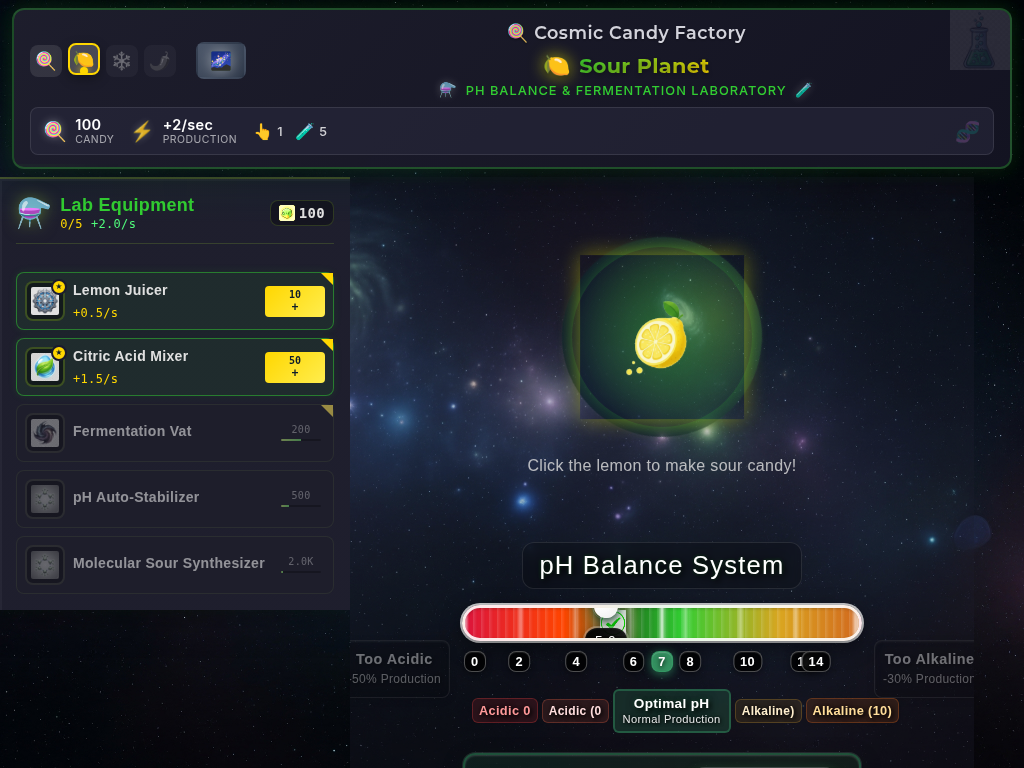 Cosmic Candy Factory
Sour Planet
PH BALANCE & FERMENTATION LABORATORY
100
CANDY
+2/sec
PRODUCTION
1
5
Lab Equipment
0/5 +2.0/s
100
Lemon Juicer
+0.5/s
10
+
Citric Acid Mixer
+1.5/s
50
+
Fermentation Vat
200
pH Auto-Stabilizer
500
Molecular Sour Synthesizer
2.0K
Click the lemon to make sour candy!
pH Balance System
Too Acidic
-50% Production
0 2 4 6 7 8 10 14
Too Alkaline
-30% Production
Acidic 0
Acidic (0
Optimal pH
Normal Production
Alkaline)
Alkaline (10)